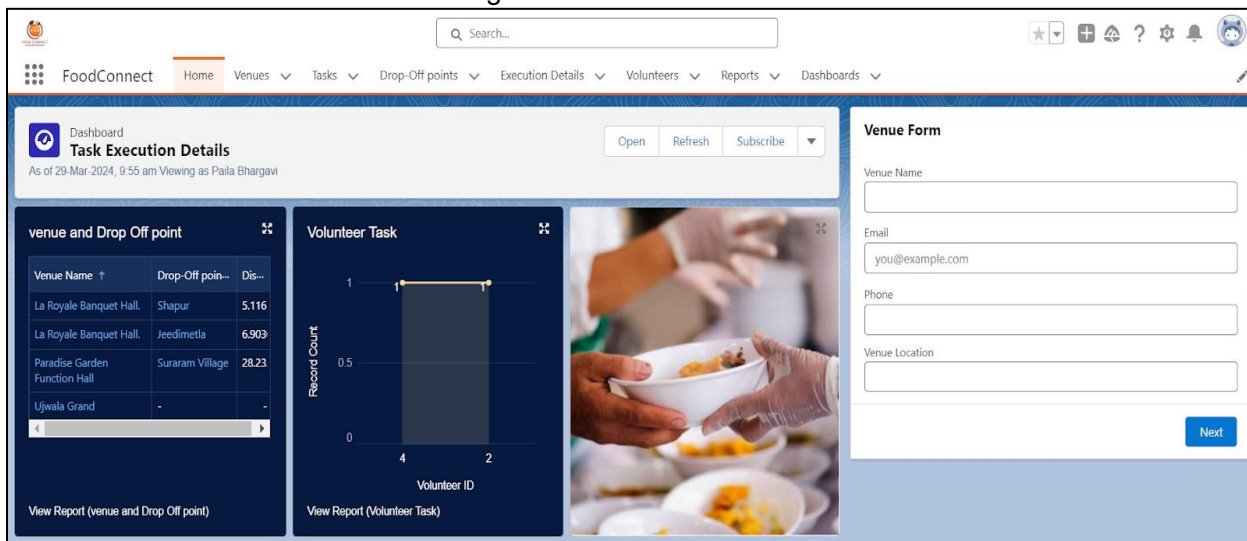 Search...
FoodConnect Home Venues Tasks Drop-Off points Execution Details Volunteers Reports Dashboards
Dashboard
Task Execution Details
As of 29-Mar-2024, 9:55 am·Viewing as Paila Bhargavi
Open Refresh Subscribe
venue and Drop Off point
Venue Name ↑ Drop-Off poin... Dis...
La Royale Banquet Hall. Shapur 5.116
La Royale Banquet Hall. Jeedimetla 6.903
Paradise Garden Suraram Village 28.23
Function Hall
Ujwala Grand - -
View Report (venue and Drop Off point)
Volunteer Task
1
1 1
Record Count
0.5
0
4 2
Volunteer ID
View Report (Volunteer Task)
Venue Form
Venue Name
Email
you@example.com
Phone
Venue Location
Next